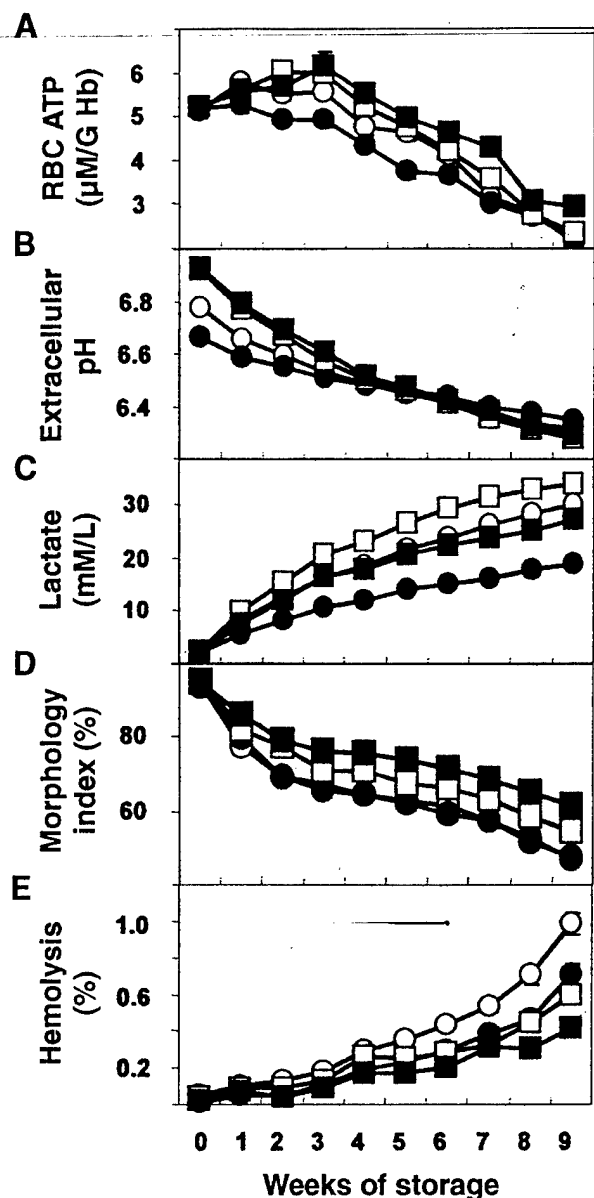 A
RBC ATP
(µM/G Hb)
6
5
4
3
B
Extracellular
pH
6.8
6.6
6.4
C
Lactate
(mM/L)
30
20
10
D
Morphology
index (%)
80
60
E
Hemolysis
(%)
1.0
0.6
0.2
0 1 2 3 4 5 6 7 8 9
Weeks of storage